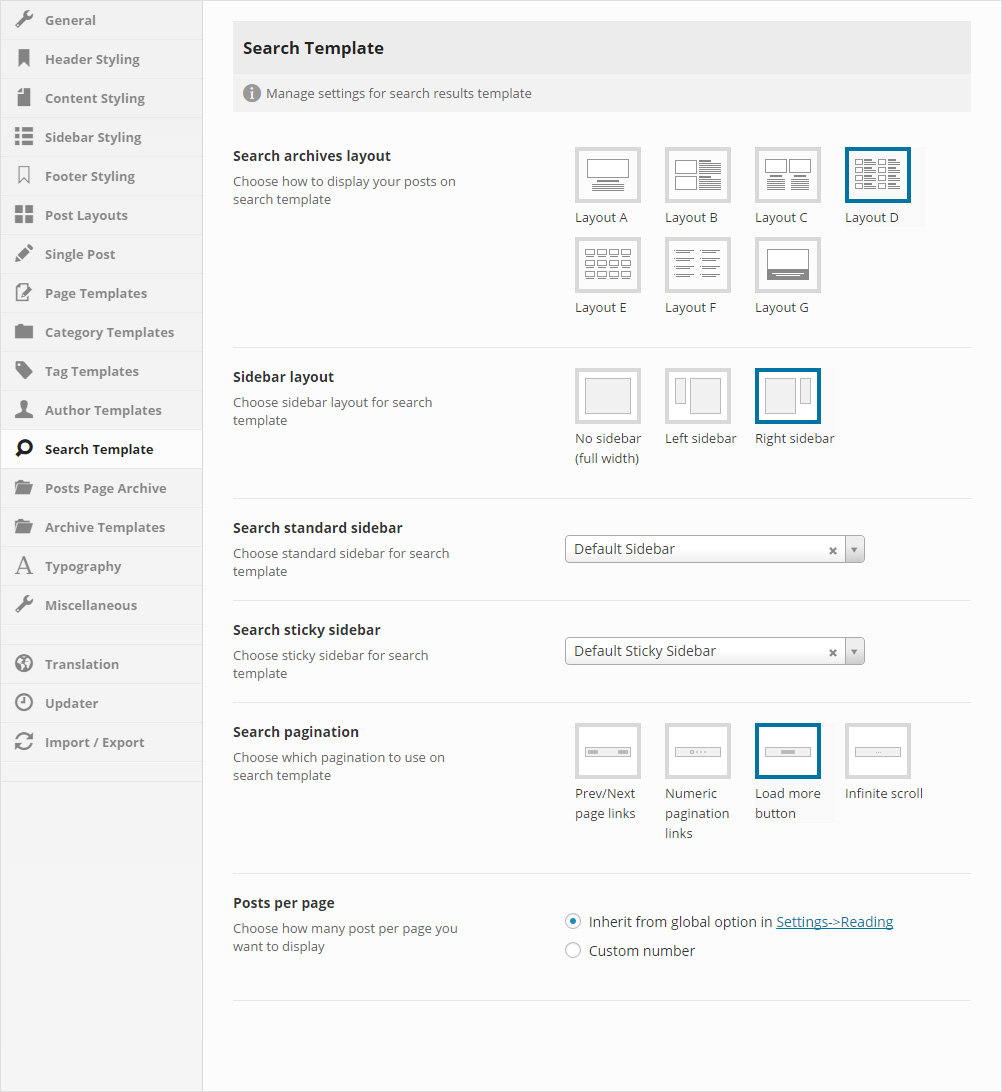 General
Header Styling
Content Styling
Sidebar Styling
Footer Styling
Post Layouts
Single Post
Page Templates
Category Templates
Tag Templates
Author Templates
Search Template
Posts Page Archive
Archive Templates
Typography
Miscellaneous
Translation
Updater
Import / Export
Search Template
Manage settings for search results template
Search archives layout
Choose how to display your posts on
search template
Layout A
Layout B
Layout C
Layout D
Layout E
Layout F
Layout G
Sidebar layout
Choose sidebar layout for search
template
No sidebar
(full width)
Left sidebar
Right sidebar
Search standard sidebar
Choose standard sidebar for search
template
Default Sidebar
Search sticky sidebar
Choose sticky sidebar for search
template
Default Sticky Sidebar
Search pagination
Choose which pagination to use on
search template
Prev/Next
page links
Numeric
pagination
links
Load more
button
Infinite scroll
Posts per page
Choose how many post per page you
want to display
Inherit from global option in Settings->Reading
Custom number